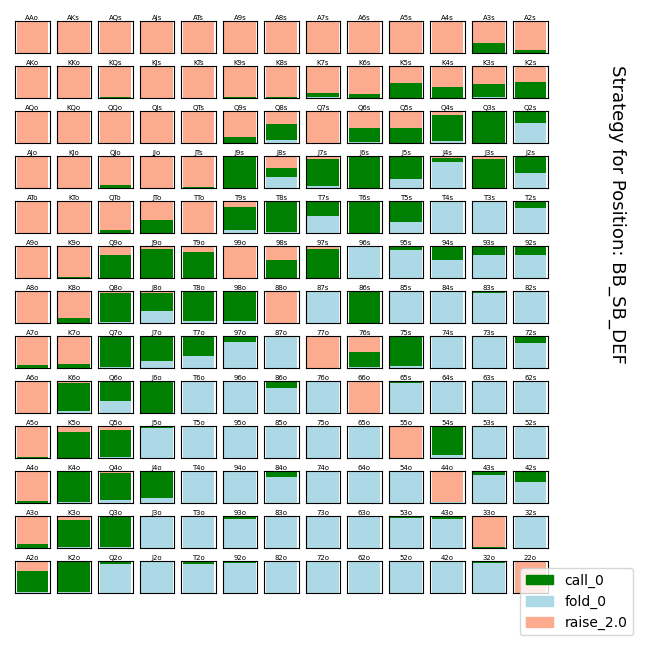 AAo AKs AQs AJs ATs A9s A8s A7s A6s A5s A4s A3s A2s
AKo KKo KQs KJs KTs K9s K8s K7s K6s K5s K4s K3s K2s
AQo KQo QQo QJs QTs Q9s Q8s Q7s Q6s Q5s Q4s Q3s Q2s
AJo KJo QJo JJo JTs J9s J8s J7s J6s J5s J4s J3s J2s
ATo KTo QTo JTo TTo T9s T8s T7s T6s T5s T4s T3s T2s
A9o K9o Q9o J9o T9o 99o 98s 97s 96s 95s 94s 93s 92s
A8o K8o Q8o J8o T8o 98o 88o 87s 86s 85s 84s 83s 82s
A7o K7o Q7o J7o T7o 97o 87o 77o 76s 75s 74s 73s 72s
A6o K6o Q6o J6o T6o 96o 86o 76o 66o 65s 64s 63s 62s
A5o K5o Q5o J5o T5o 95o 85o 75o 65o 55o 54s 53s 52s
A4o K4o Q4o J4o T4o 94o 84o 74o 64o 54o 44o 43s 42s
A3o K3o Q3o J3o T3o 93o 83o 73o 63o 53o 43o 33o 32s
A2o K2o Q2o J2o T2o 92o 82o 72o 62o 52o 42o 32o 22o
Strategy for Position: BB_SB_DEF
call_0
fold_0
raise_2.0